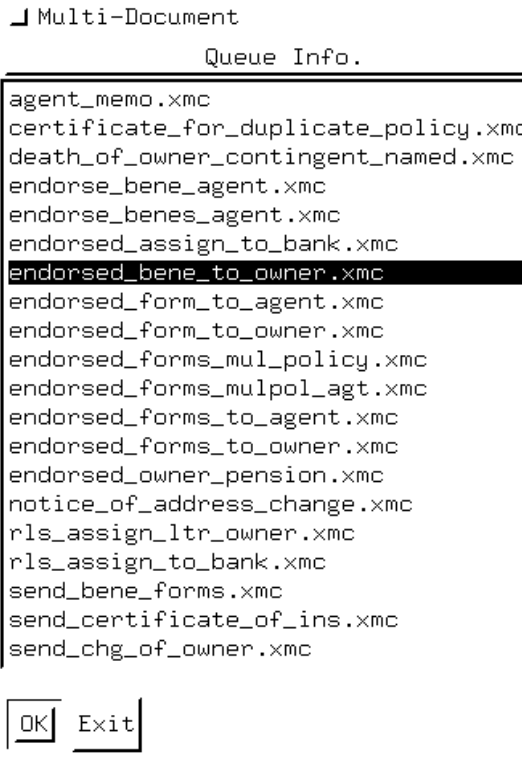 Multi-Document
Queue Info.
agent_memo.xmc
certificate_for_duplicate_policy.xmc
death_of_owner_contingent_named.xmc
endorse_bene_agent.xmc
endorse_benes_agent.xmc
endorsed_assign_to_bank.xmc
endorsed_bene_to_owner.xmc
endorsed_form_to_agent.xmc
endorsed_form_to_owner.xmc
endorsed_forms_mul_policy.xmc
endorsed_forms_mulpol_agt.xmc
endorsed_forms_to_agent.xmc
endorsed_forms_to_owner.xmc
endorsed_owner_pension.xmc
notice_of_address_change.xmc
rls_assign_ltr_owner.xmc
rls_assign_to_bank.xmc
send_bene_forms.xmc
send_certificate_of_ins.xmc
send_chg_of_owner.xmc
OK Exit